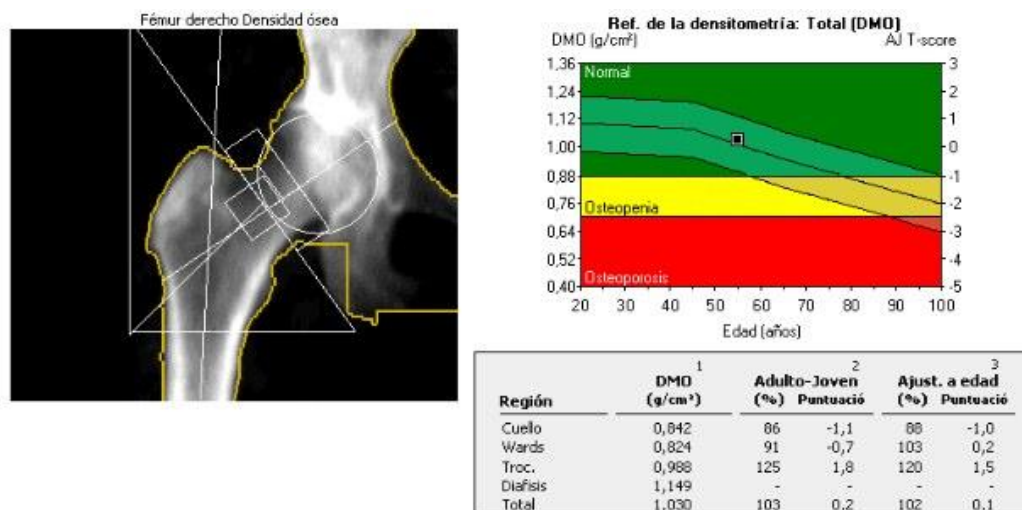 Fémur derecho Densidad ósea
Ref. de la densitometría: Total (DMO)
DMO (g/cm²) AJ T-score
1,36 Normal 3
1,24 2
1,12 1
1,00 0
0,88 -1
0,76 -2
Osteopenia
0,64 -3
0,52 -4
Osteoporosis
0,40 -5
20 30 40 50 60 70 80 90 100
Edad (años)
1 2 3
DMO Adulto-Joven Ajust. a edad
Región (g/cm²) (%) Puntuació (%) Puntuació
Cuello 0,842 86 -1,1 88 -1,0
Wards 0,824 91 -0,7 103 0,2
Troc. 0,988 125 1,8 120 1,5
Diafisis 1,149 - - - -
Total 1,030 103 0,2 102 0,1